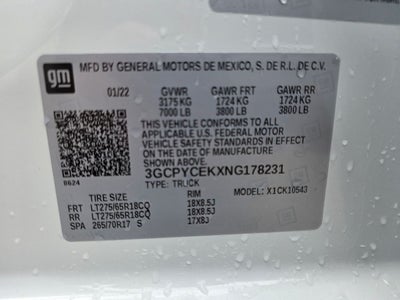 gm
MFD BY GENERAL MOTORS DE MEXICO, S. DE R.L. DE C.V.
01/22 GVWR GAWR FRT GAWR RR
3175 KG 1724 KG 1724 KG
7000 LB 3800 LB 3800 LB
THIS VEHICLE CONFORMS TO ALL
APPLICABLE U.S. FEDERAL MOTOR
VEHICLE SAFETY STANDARDS IN EFFECT
ON THE DATE OF MANUFACTURE SHOWN ABOVE.
3GCPYCEKXNG178231
0624 TYPE: TRUCK MODEL: X1CK10543
TIRE SIZE RIM
FRT LT275/65R18CQ 18X8.5J
RR LT275/65R18CQ 18X8.5J
SPA 265/70R17 S 17X8J